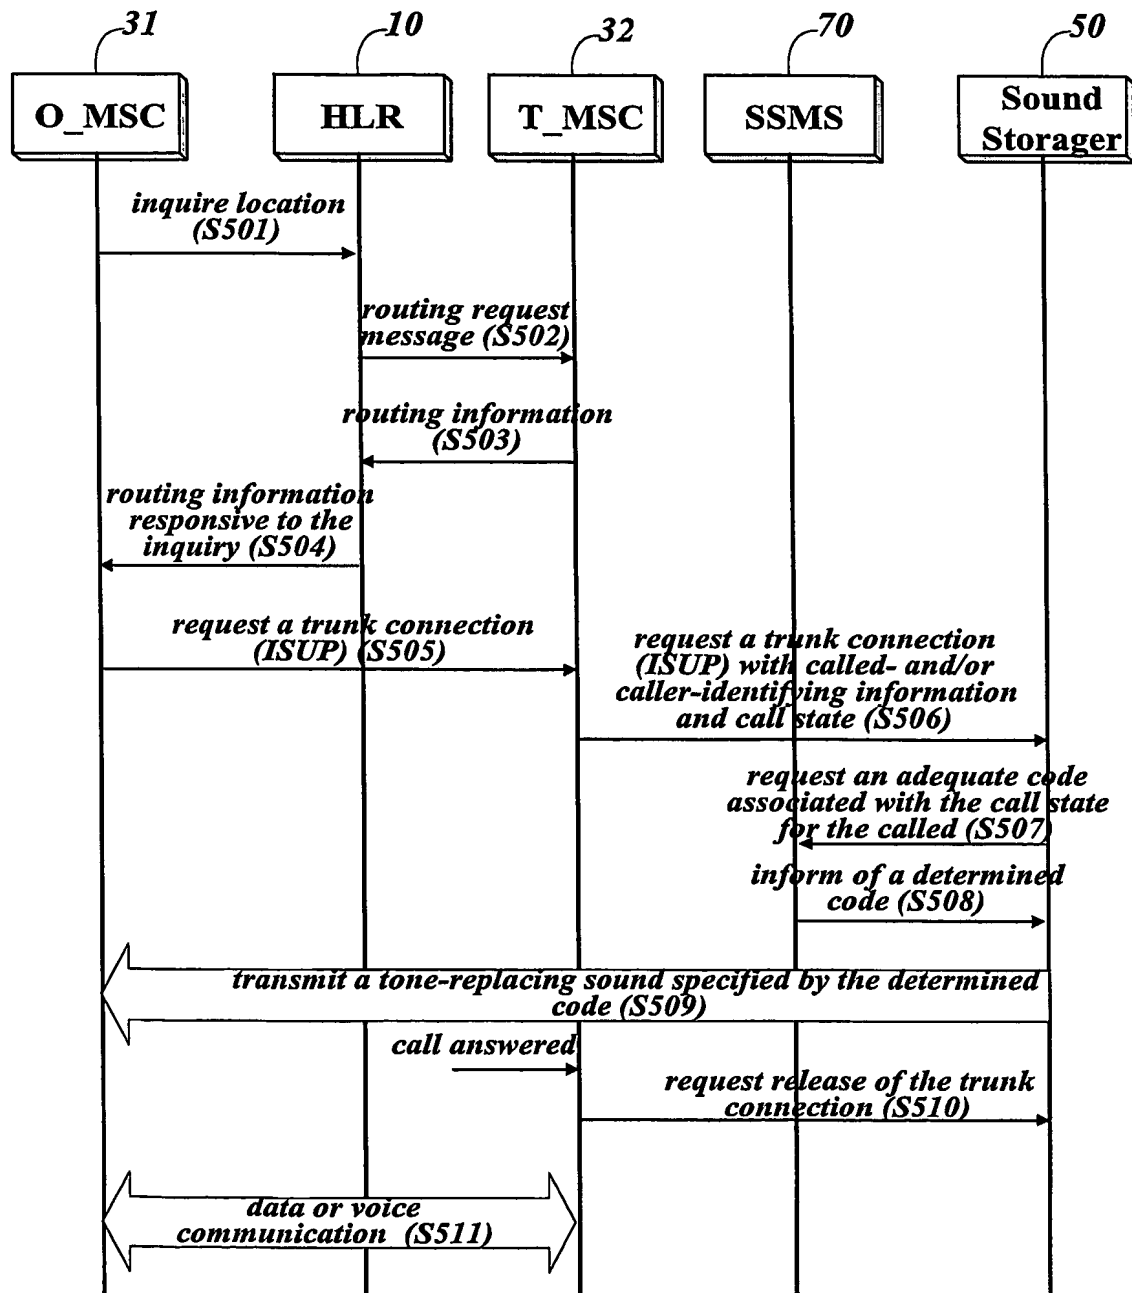 31
10
32
70
50
O_MSC
HLR
T_MSC
SSMS
Sound
Storager
inquire location
(S501)
routing request
message (S502)
routing information
(S503)
routing information
responsive to the
inquiry (S504)
request a trunk connection
(ISUP) (S505)
request a trunk connection
(ISUP) with called- and/or
caller-identifying information
and call state (S506)
request an adequate code
associated with the call state
for the called (S507)
inform of a determined
code (S508)
transmit a tone-replacing sound specified by the determined
code (S509)
call answered
request release of the trunk
connection (S510)
data or voice
communication (S511)